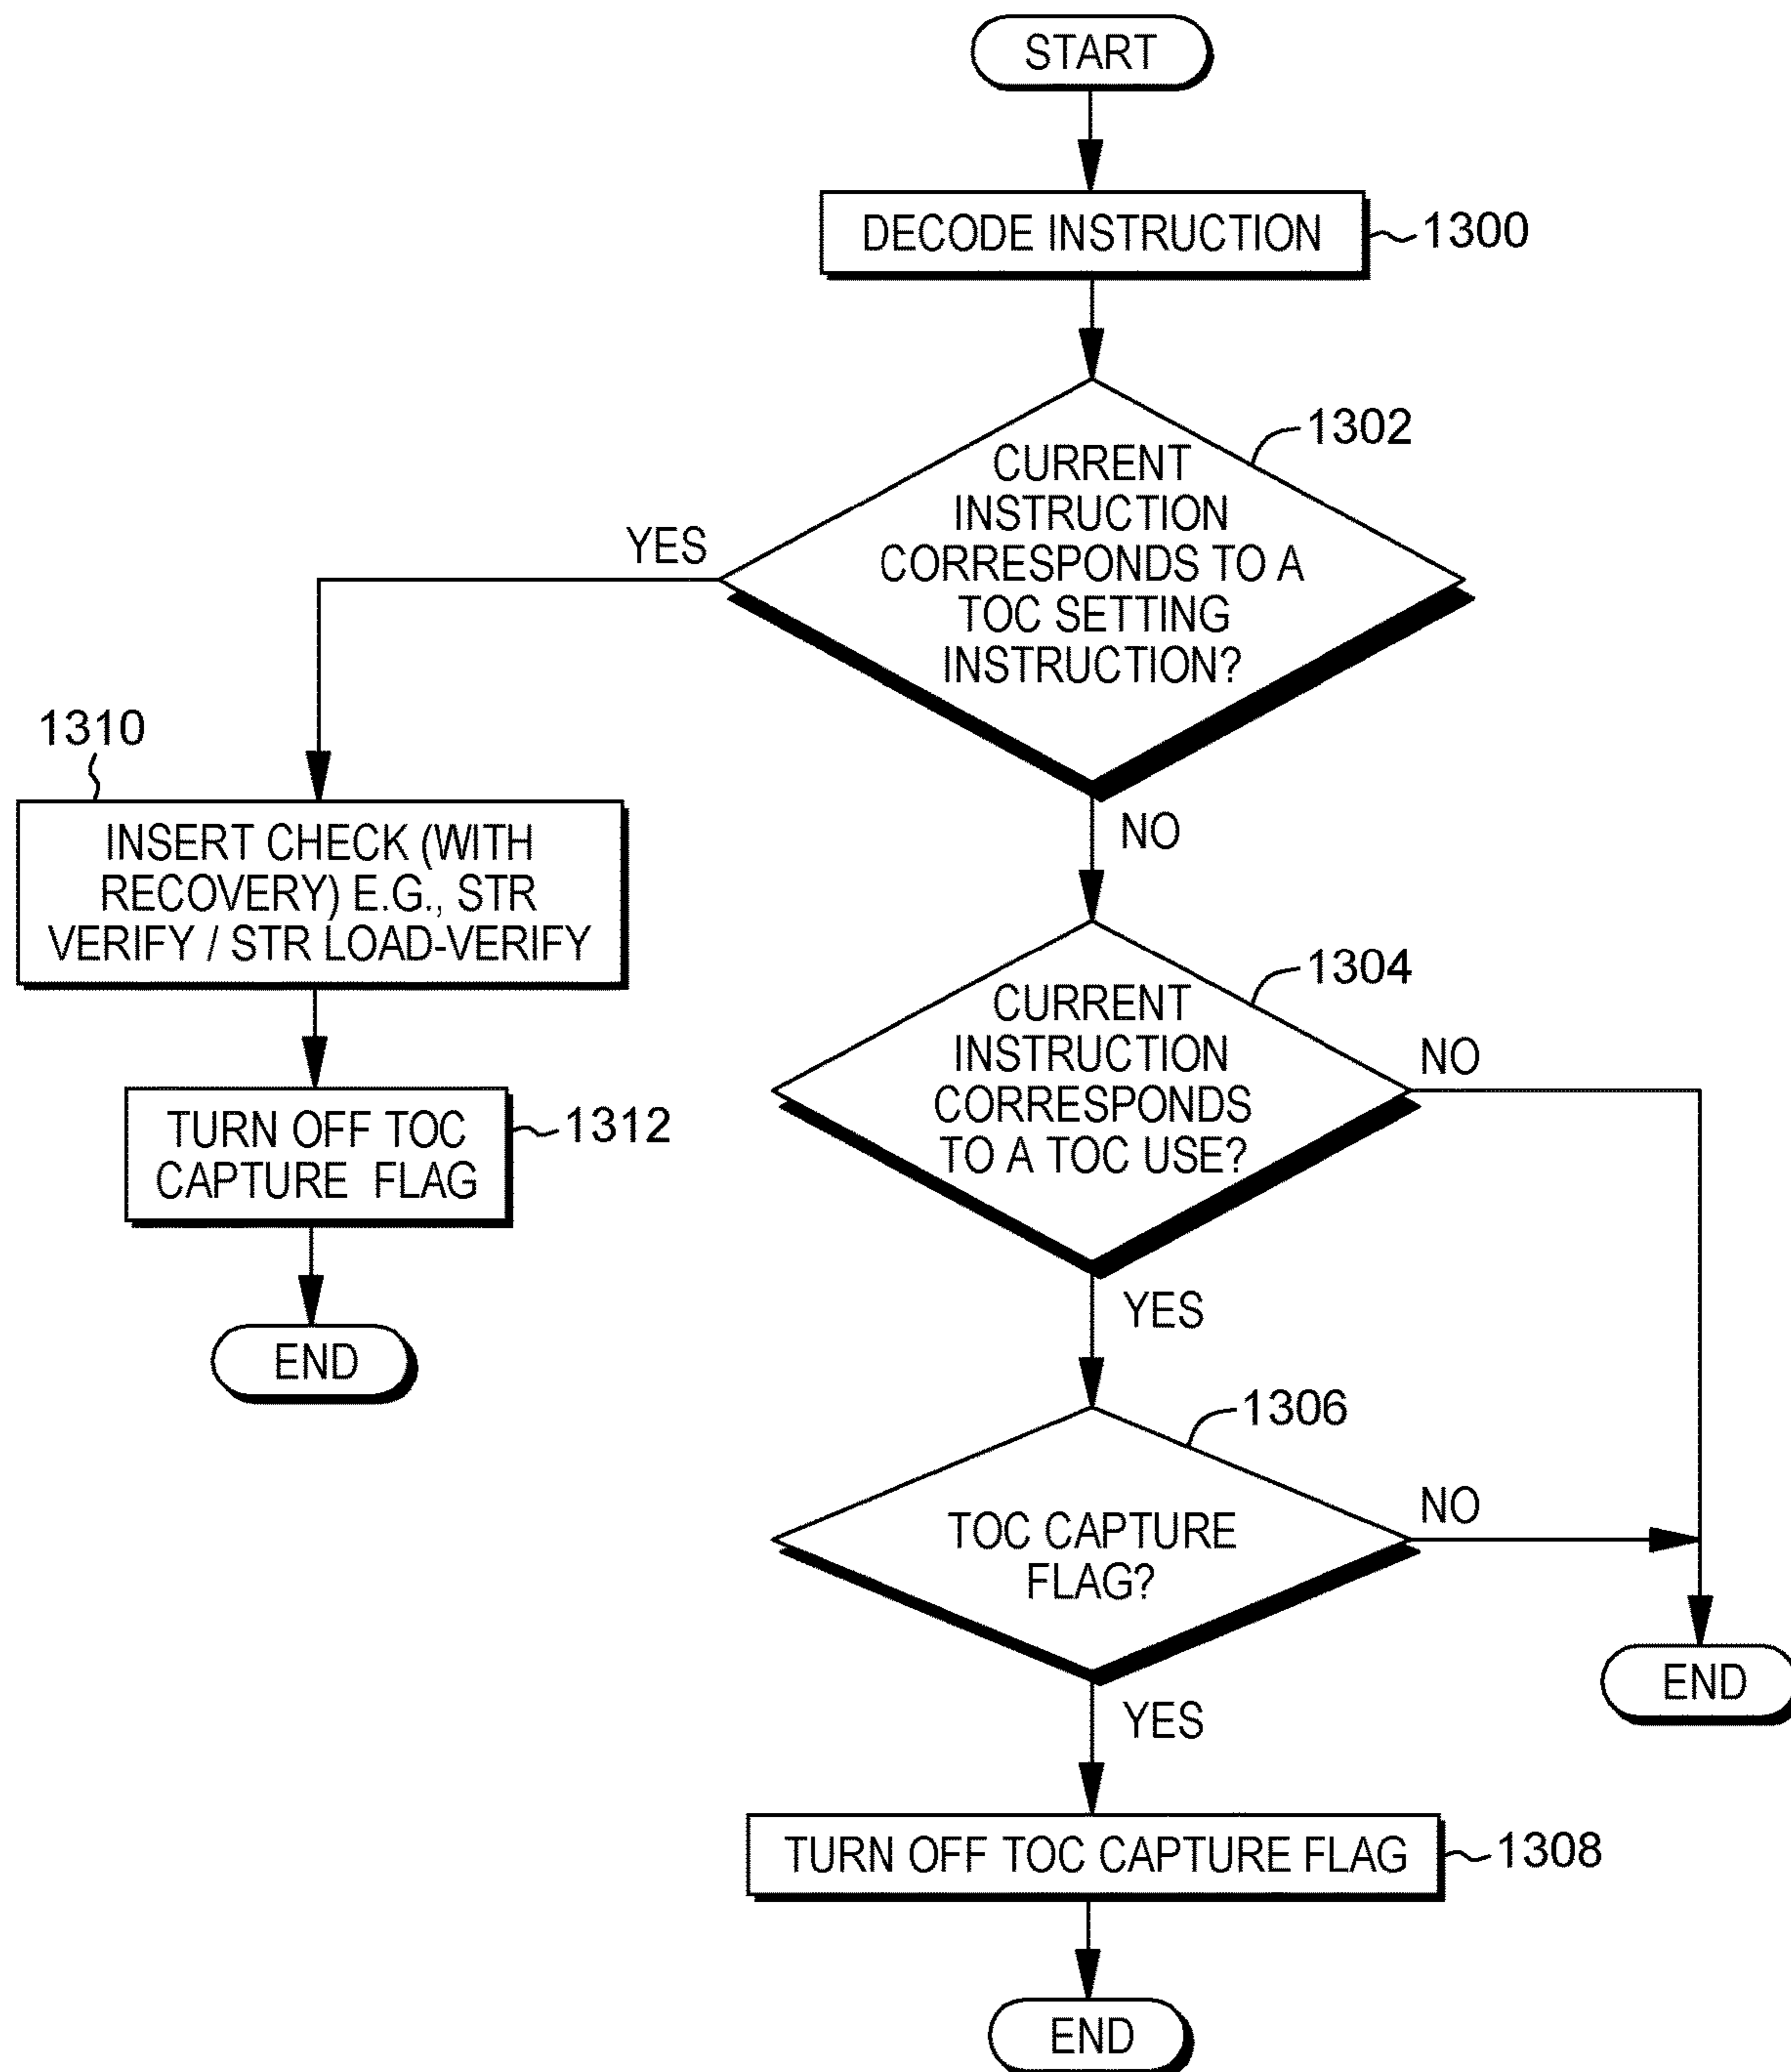 START
DECODE INSTRUCTION
1300
1302
CURRENT
INSTRUCTION
CORRESPONDS TO A
TOC SETTING
INSTRUCTION?
YES
NO
1310
INSERT CHECK (WITH
RECOVERY) E.G., STR
VERIFY / STR LOAD-VERIFY
TURN OFF TOC
CAPTURE FLAG
1312
END
1304
CURRENT
INSTRUCTION
CORRESPONDS
TO A TOC USE?
NO
YES
1306
TOC CAPTURE
FLAG?
NO
END
YES
TURN OFF TOC CAPTURE FLAG
1308
END